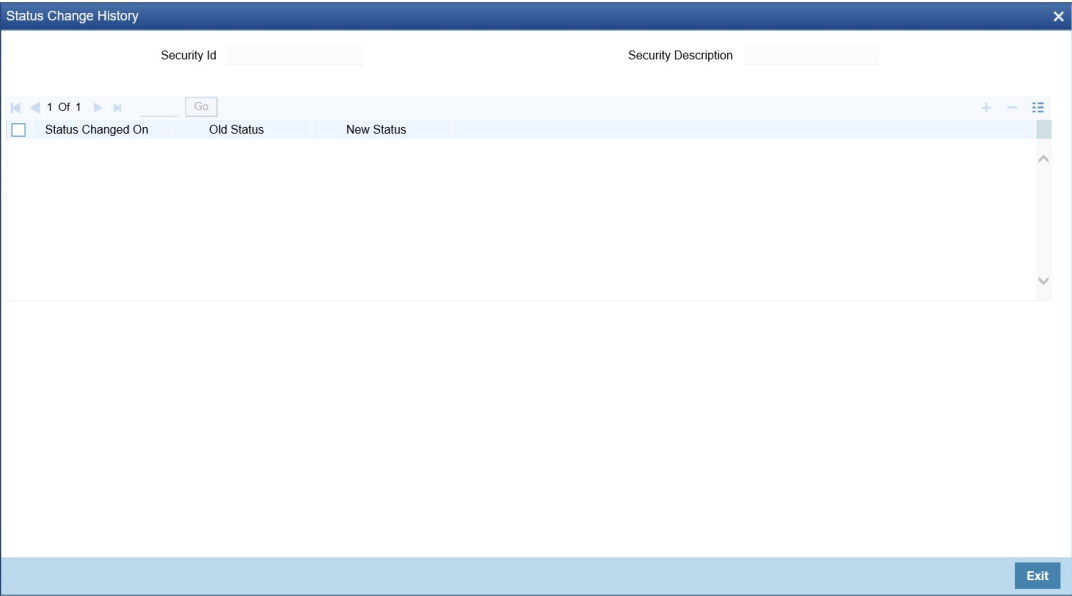 Status Change History
Security Id
Security Description
1 Of 1 Go
Status Changed On Old Status New Status
Exit